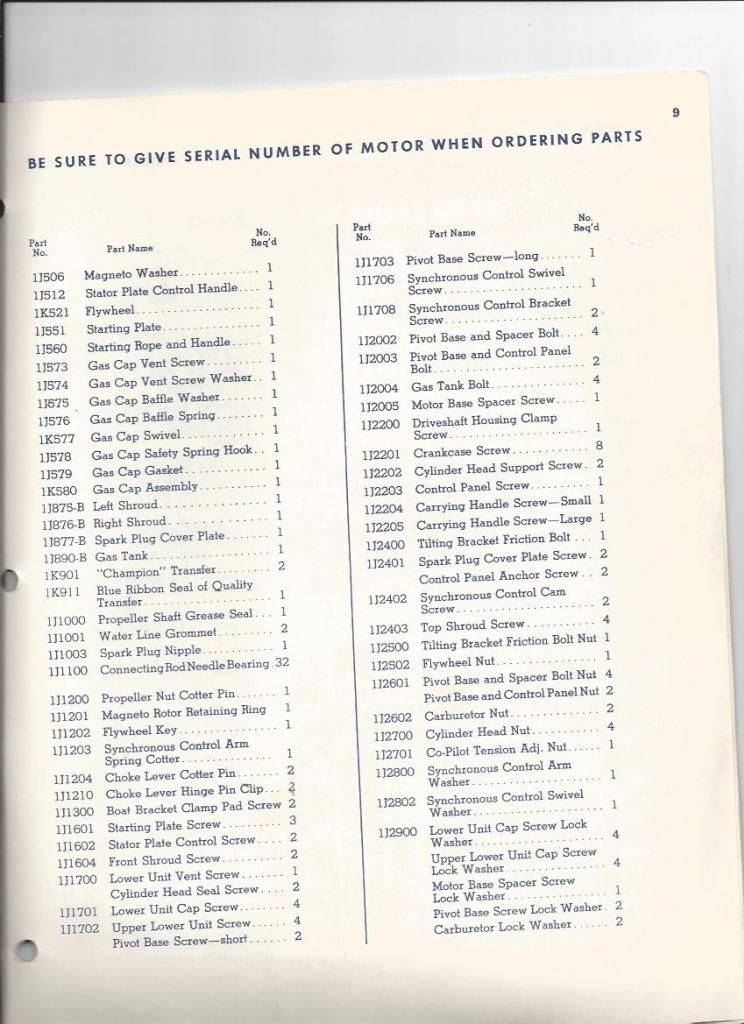 9
BE SURE TO GIVE SERIAL NUMBER OF MOTOR WHEN ORDERING PARTS
Part No. Part Name No. Req'd
1J506 Magneto Washer............ 1
1J512 Stator Plate Control Handle.... 1
1K521 Flywheel.................... 1
1J551 Starting Plate................ 1
1J560 Starting Rope and Handle..... 1
1J573 Gas Cap Vent Screw......... 1
1J574 Gas Cap Vent Screw Washer.. 1
1J575 Gas Cap Baffle Washer....... 1
1J576 Gas Cap Baffle Spring........ 1
1K577 Gas Cap Swivel.............. 1
1J578 Gas Cap Safety Spring Hook.. 1
1J579 Gas Cap Gasket............. 1
1K580 Gas Cap Assembly........... 1
1J875-B Left Shroud................. 1
1J876-B Right Shroud............... 1
1J877-B Spark Plug Cover Plate...... 1
1J890-B Gas Tank................... 1
1K901 "Champion" Transfer........ 2
1K911 Blue Ribbon Seal of Quality
Transfer.................... 1
1J1000 Propeller Shaft Grease Seal... 1
1J1001 Water Line Grommet......... 2
1J1003 Spark Plug Nipple........... 1
1J1100 Connecting Rod Needle Bearing. 32
1J1200 Propeller Nut Cotter Pin...... 1
1J1201 Magneto Rotor Retaining Ring 1
1J1202 Flywheel Key............... 1
1J1203 Synchronous Control Arm
Spring Cotter............... 1
1J1204 Choke Lever Cotter Pin....... 2
1J1210 Choke Lever Hinge Pin Clip... 2
1J1300 Boat Bracket Clamp Pad Screw 2
1J1601 Starting Plate Screw.......... 3
1J1602 Stator Plate Control Screw.... 2
1J1604 Front Shroud Screw.......... 2
1J1700 Lower Unit Vent Screw....... 1
Cylinder Head Seal Screw.... 2
1J1701 Lower Unit Cap Screw........ 4
1J1702 Upper Lower Unit Screw...... 4
Pivot Base Screw—short...... 2
Part No. Part Name No. Req'd
1J1703 Pivot Base Screw—long....... 1
1J1706 Synchronous Control Swivel
Screw..................... 1
1J1708 Synchronous Control Bracket
Screw..................... 2
1J2002 Pivot Base and Spacer Bolt.... 4
1J2003 Pivot Base and Control Panel
Bolt....................... 2
1J2004 Gas Tank Bolt............... 4
1J2005 Motor Base Spacer Screw..... 1
1J2200 Driveshaft Housing Clamp
Screw..................... 1
1J2201 Crankcase Screw............ 8
1J2202 Cylinder Head Support Screw. 2
1J2203 Control Panel Screw.......... 1
1J2204 Carrying Handle Screw—Small 1
1J2205 Carrying Handle Screw—Large 1
1J2400 Tilting Bracket Friction Bolt... 1
1J2401 Spark Plug Cover Plate Screw. 2
Control Panel Anchor Screw.. 2
1J2402 Synchronous Control Cam
Screw..................... 2
1J2403 Top Shroud Screw........... 4
1J2500 Tilting Bracket Friction Bolt Nut 1
1J2502 Flywheel Nut................ 1
1J2601 Pivot Base and Spacer Bolt Nut 4
Pivot Base and Control Panel Nut 2
1J2602 Carburetor Nut.............. 2
1J2700 Cylinder Head Nut........... 4
1J2701 Co-Pilot Tension Adj. Nut..... 1
1J2800 Synchronous Control Arm
Washer.................... 1
1J2802 Synchronous Control Swivel
Washer.................... 1
1J2900 Lower Unit Cap Screw Lock
Washer.................... 4
Upper Lower Unit Cap Screw
Lock Washer............... 4
Motor Base Spacer Screw
Lock Washer............... 1
Pivot Base Screw Lock Washer. 2
Carburetor Lock Washer...... 2